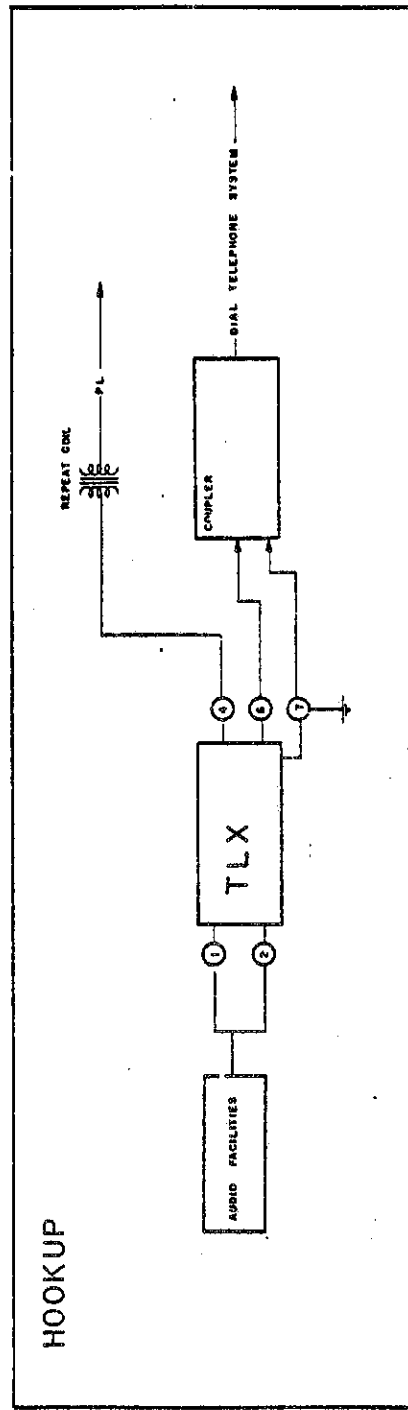 HOOKUP
REPEAT COIL
PL
AUDIO FACILITIES
1
2
TLX
4
6
7
COUPLER
DIAL TELEPHONE SYSTEM